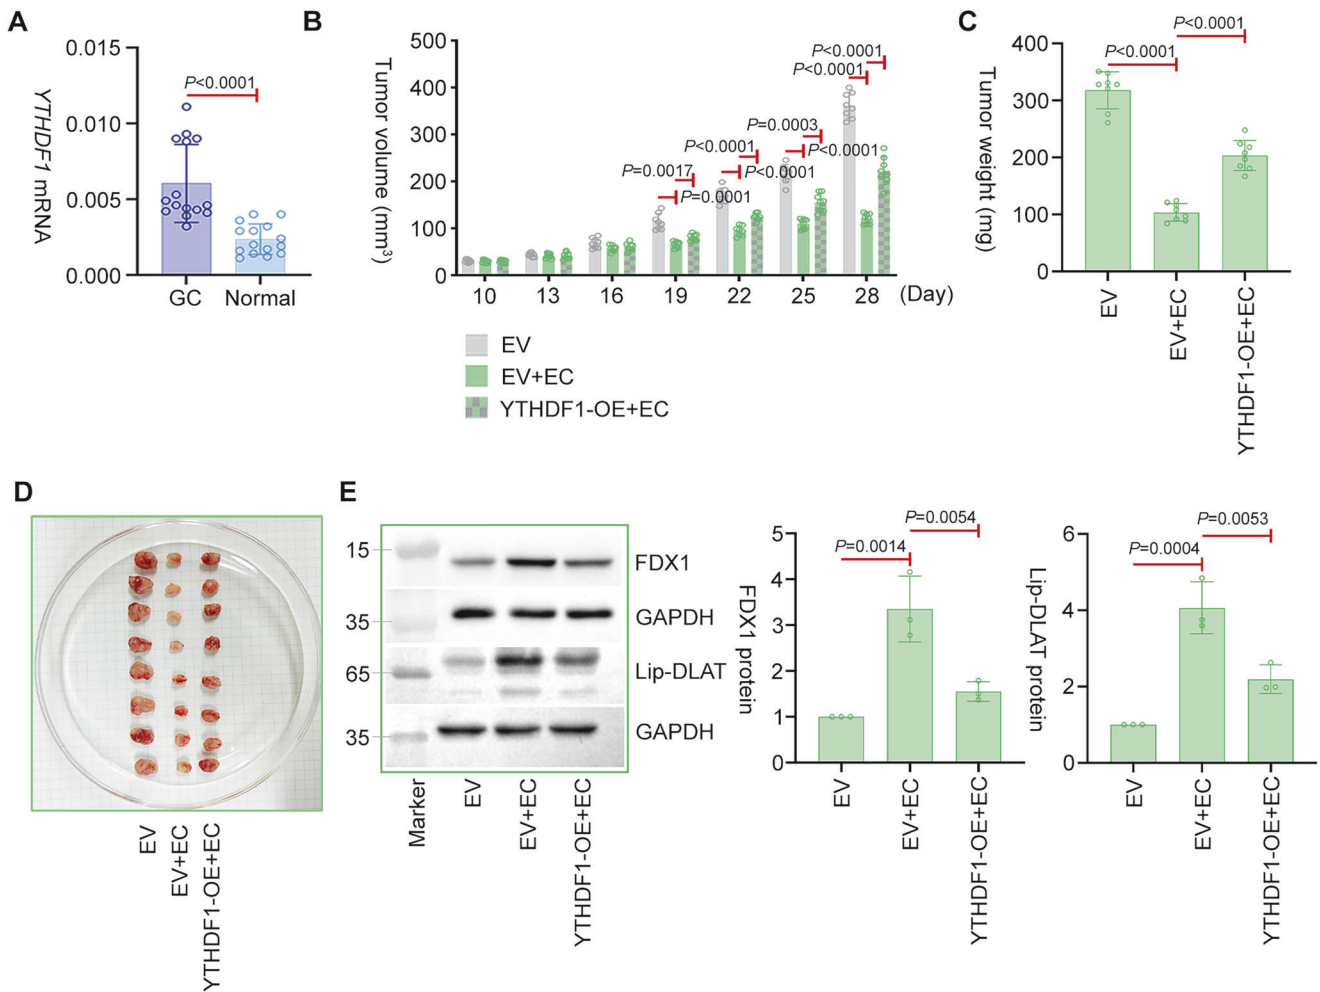 A
YTHDF1 mRNA
0.015
0.010
0.005
0.000
P<0.0001
GC
Normal
B
Tumor volume (mm3)
500
400
300
200
100
0
P=0.0017
P=0.0001
P<0.0001
P<0.0001
P=0.0003
P<0.0001
P<0.0001
P<0.0001
10
13
16
19
22
25
28
(Day)
EV
EV+EC
YTHDF1-OE+EC
C
Tumor weight (mg)
400
300
200
100
0
P<0.0001
P<0.0001
EV
EV+EC
YTHDF1-OE+EC
D
EV
EV+EC
YTHDF1-OE+EC
E
15
FDX1
35
GAPDH
65
Lip-DLAT
35
GAPDH
Marker
EV
EV+EC
YTHDF1-OE+EC
FDX1 protein
5
4
3
2
1
0
P=0.0014
P=0.0054
EV
EV+EC
YTHDF1-OE+EC
Lip-DLAT protein
6
4
2
0
P=0.0004
P=0.0053
EV
EV+EC
YTHDF1-OE+EC